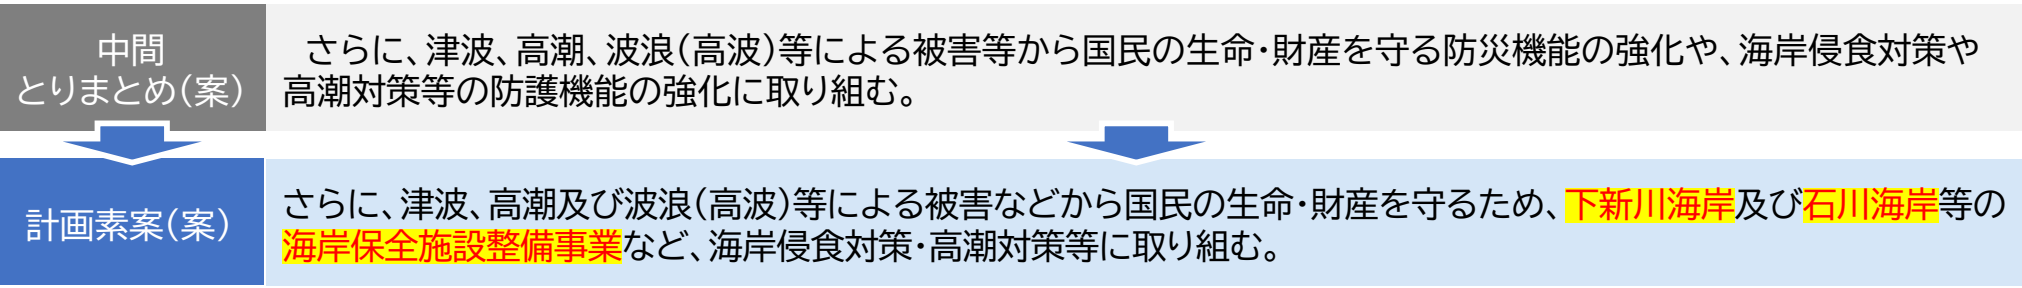 中間
とりまとめ(案)
さらに、津波、高潮、波浪(高波)等による被害等から国民の生命・財産を守る防災機能の強化や、海岸侵食対策や
高潮対策等の防護機能の強化に取り組む。
計画素案(案)
さらに、津波、高潮及び波浪(高波)等による被害などから国民の生命・財産を守るため、下新川海岸及び石川海岸等の
海岸保全施設整備事業など、海岸侵食対策・高潮対策等に取り組む。